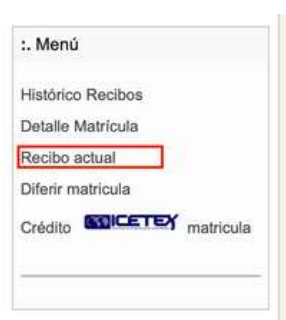 :. Menú
Histórico Recibos
Detalle Matrícula
Recibo actual
Diferir matricula
Crédito ICETEX matricula